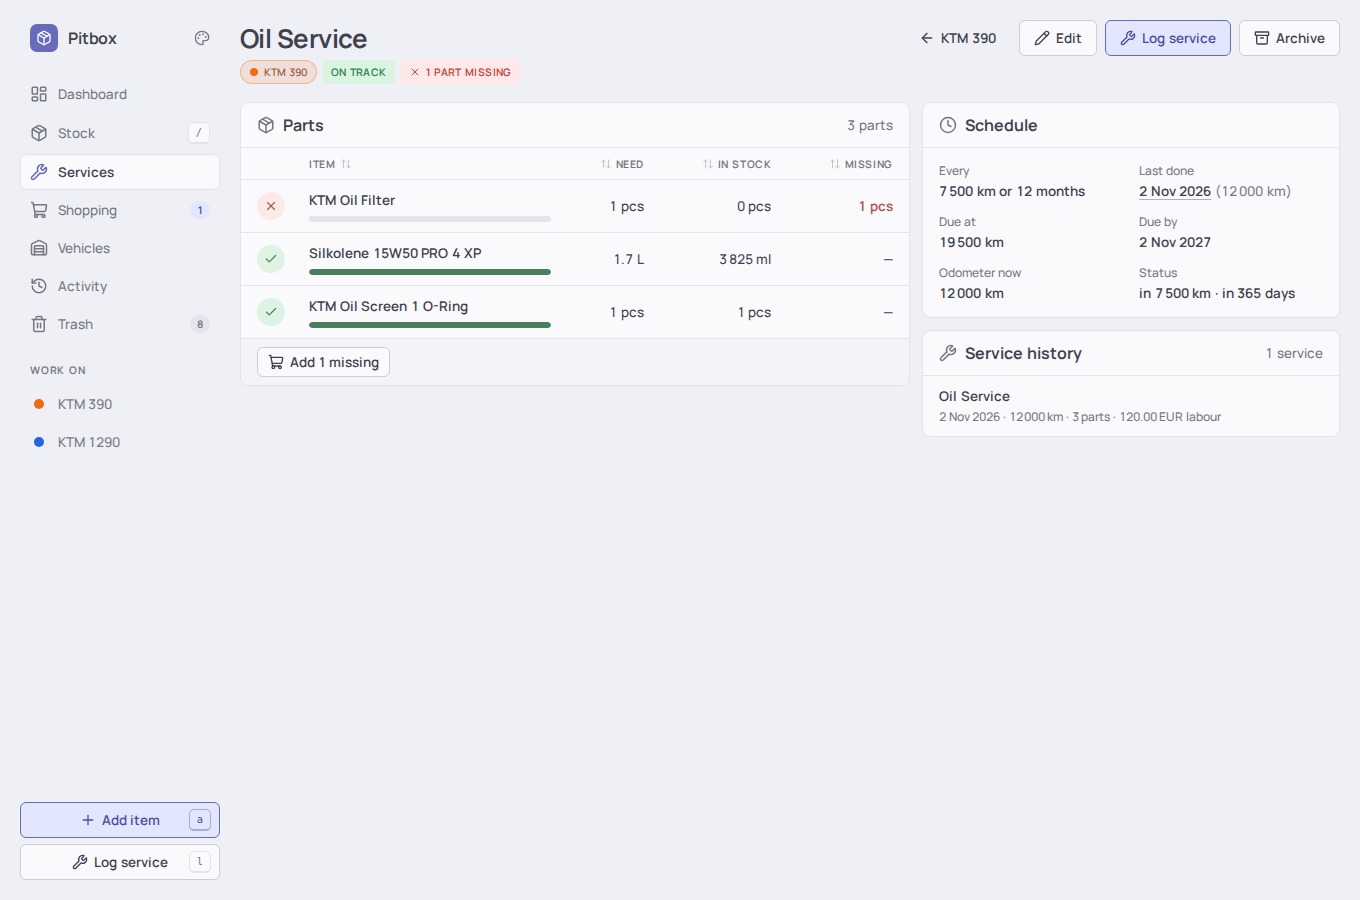 Pitbox
Dashboard
Stock /
Services
Shopping 1
Vehicles
Activity
Trash 8
WORK ON
KTM 390
KTM 1290
Add item a
Log service l
Oil Service
KTM 390 ON TRACK 1 PART MISSING
KTM 390 Edit Log service Archive
Parts 3 parts
ITEM NEED IN STOCK MISSING
KTM Oil Filter 1 pcs 0 pcs 1 pcs
Silkolene 15W50 PRO 4 XP 1.7 L 3 825 ml –
KTM Oil Screen 1 O-Ring 1 pcs 1 pcs –
Add 1 missing
Schedule
Every Last done
7 500 km or 12 months 2 Nov 2026 (12 000 km)
Due at Due by
19 500 km 2 Nov 2027
Odometer now Status
12 000 km in 7 500 km · in 365 days
Service history 1 service
Oil Service
2 Nov 2026 · 12 000 km · 3 parts · 120.00 EUR labour